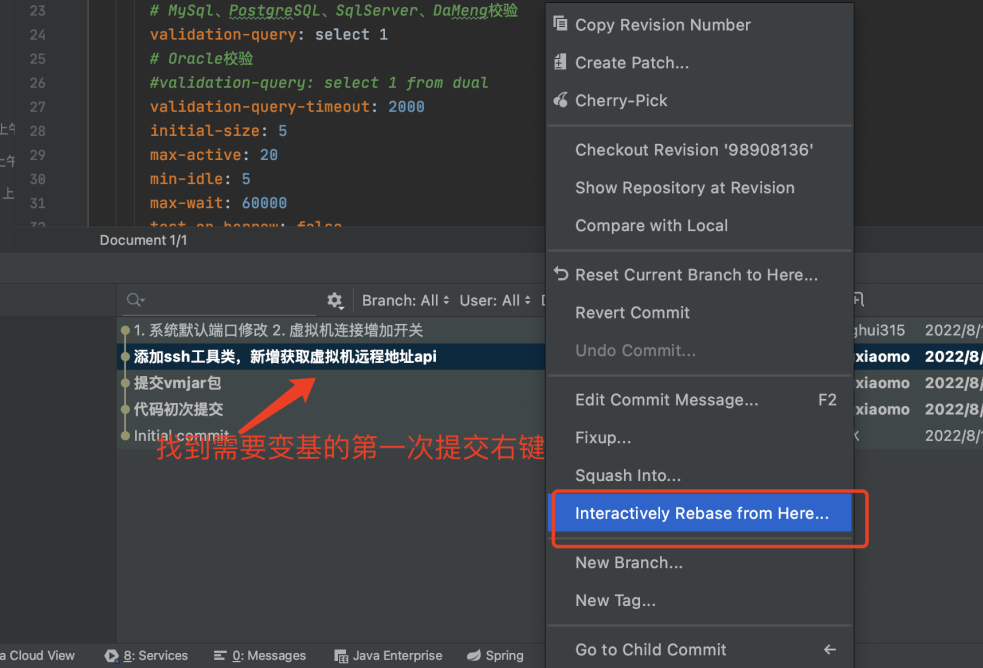 23 # MySql、PostgreSQL、SqlServer、DaMeng校验
24 validation-query: select 1
25 # Oracle校验
26 #validation-query: select 1 from dual
27 validation-query-timeout: 2000
28 initial-size: 5
29 max-active: 20
30 min-idle: 5
31 max-wait: 60000
上午
上午
上
Document 1/1
Branch: All User: All
1. 系统默认端口修改 2. 虚拟机连接增加开关 ghui315 2022/8/
添加ssh工具类，新增获取虚拟机远程地址api xiaomo 2022/8/
提交vmjar包 xiaomo 2022/8/
代码初次提交 xiaomo 2022/8/
Initial commit 2022/8/
找到需要变基的第一次提交右键
Copy Revision Number
Create Patch...
Cherry-Pick
Checkout Revision '98908136'
Show Repository at Revision
Compare with Local
Reset Current Branch to Here...
Revert Commit
Undo Commit...
Edit Commit Message... F2
Fixup...
Squash Into...
Interactively Rebase from Here...
New Branch...
New Tag...
Go to Child Commit ←
a Cloud View 8: Services 0: Messages Java Enterprise Spring